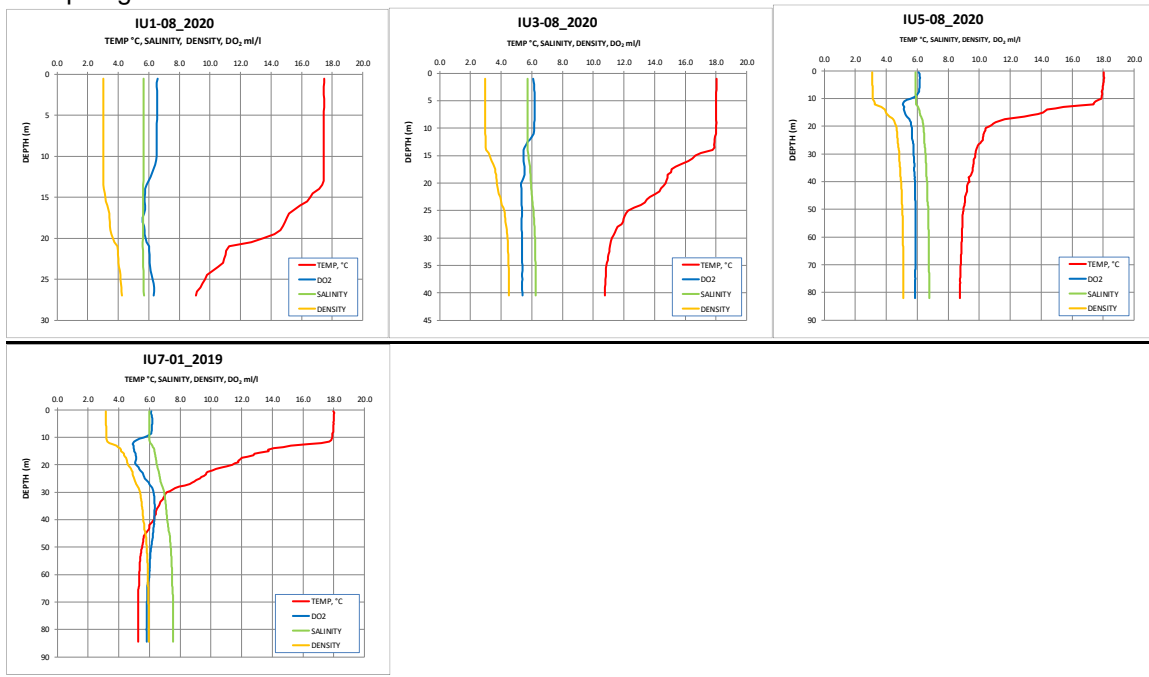 IU1-08_2020
TEMP °C, SALINITY, DENSITY, DO₂ ml/l
0.0 2.0 4.0 6.0 8.0 10.0 12.0 14.0 16.0 18.0 20.0
DEPTH (m)
0
5
10
15
20
25
30
TEMP, °C
DO2
SALINITY
DENSITY
IU3-08_2020
TEMP °C, SALINITY, DENSITY, DO₂ ml/l
0.0 2.0 4.0 6.0 8.0 10.0 12.0 14.0 16.0 18.0 20.0
DEPTH (m)
0
5
10
15
20
25
30
35
40
45
TEMP, °C
DO2
SALINITY
DENSITY
IU5-08_2020
TEMP °C, SALINITY, DENSITY, DO₂ ml/l
0.0 2.0 4.0 6.0 8.0 10.0 12.0 14.0 16.0 18.0 20.0
DEPTH (m)
0
10
20
30
40
50
60
70
80
90
TEMP, °C
DO2
SALINITY
DENSITY
IU7-01_2019
TEMP °C, SALINITY, DENSITY, DO₂ ml/l
0.0 2.0 4.0 6.0 8.0 10.0 12.0 14.0 16.0 18.0 20.0
DEPTH (m)
0
10
20
30
40
50
60
70
80
90
TEMP, °C
DO2
SALINITY
DENSITY